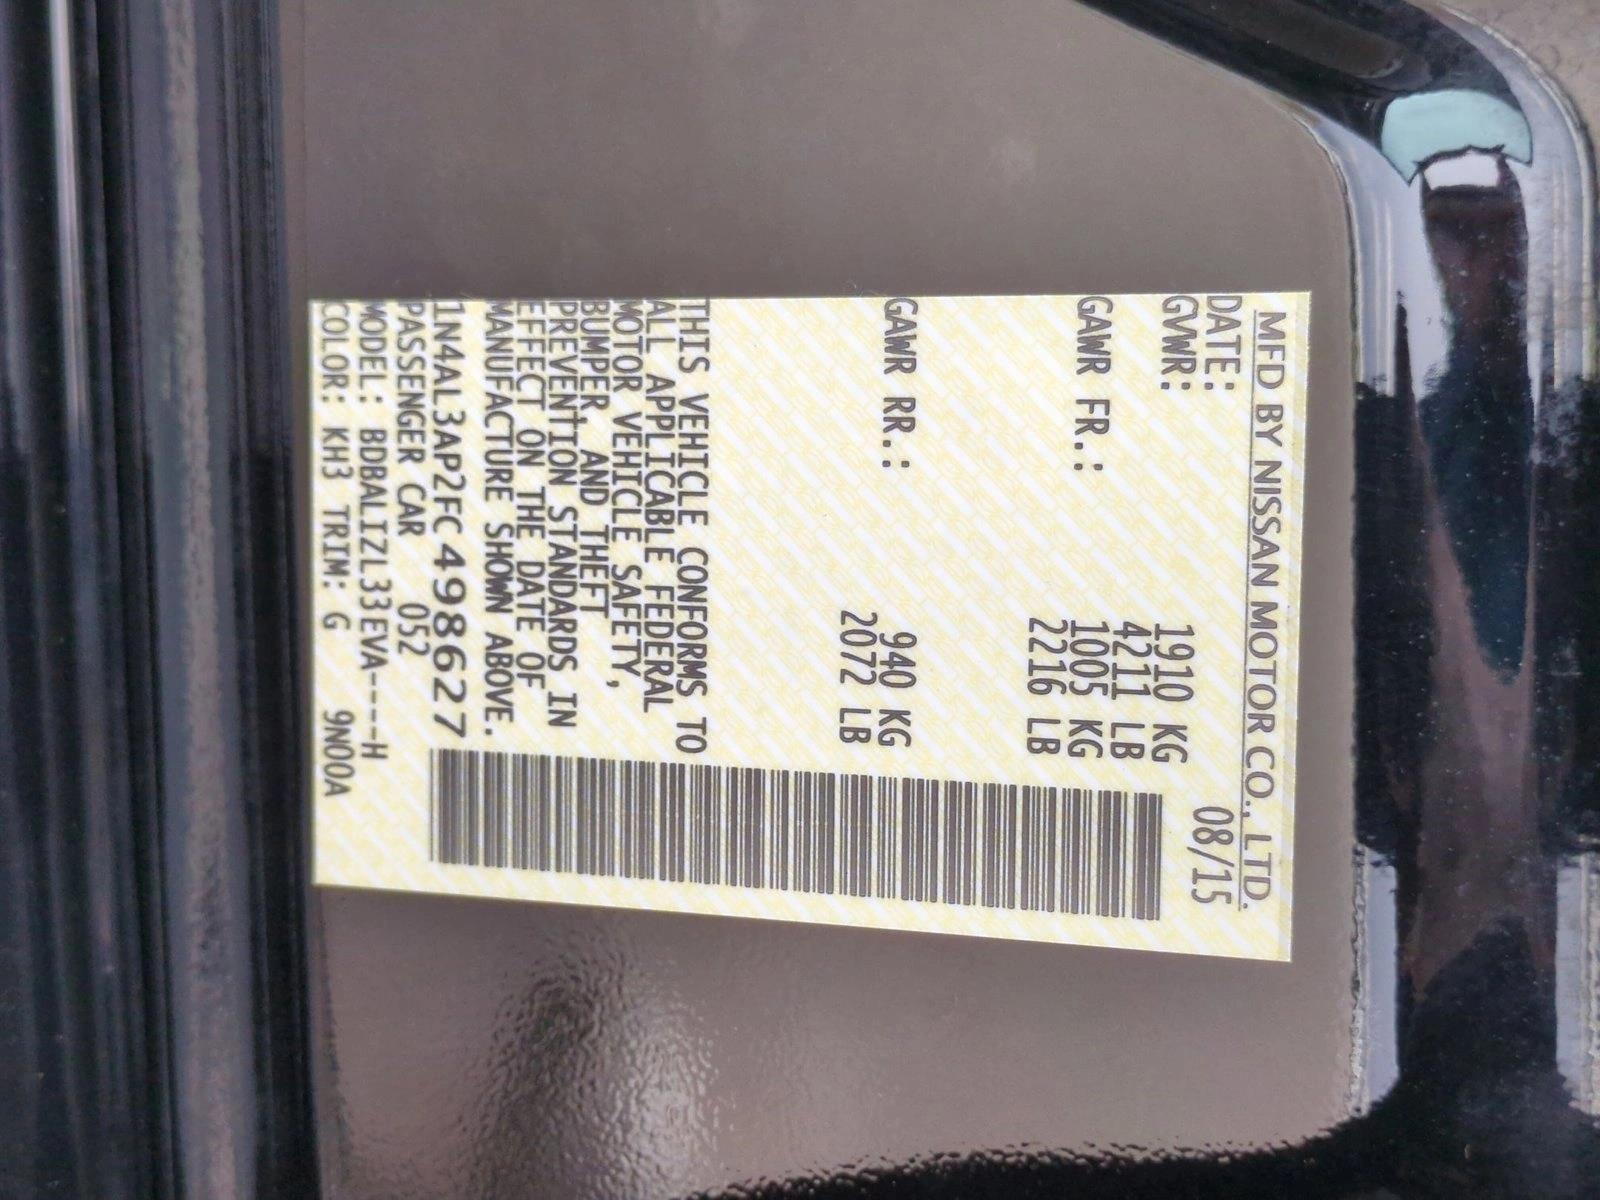 MFD BY NISSAN MOTOR CO., LTD.
DATE: 08/15
GVWR: 1910 KG
4211 LB
GAWR FR.: 1005 KG
2216 LB
GAWR RR.: 940 KG
2072 LB
THIS VEHICLE CONFORMS TO
ALL APPLICABLE FEDERAL
MOTOR VEHICLE SAFETY,
BUMPER, AND THEFT
PREVENTION STANDARDS IN
EFFECT ON THE DATE OF
MANUFACTURE SHOWN ABOVE.
1N4AL3AP2FC498627
PASSENGER CAR 052
MODEL: BDBALIZL33EVA----H
COLOR: KH3 TRIM: G 9N00A